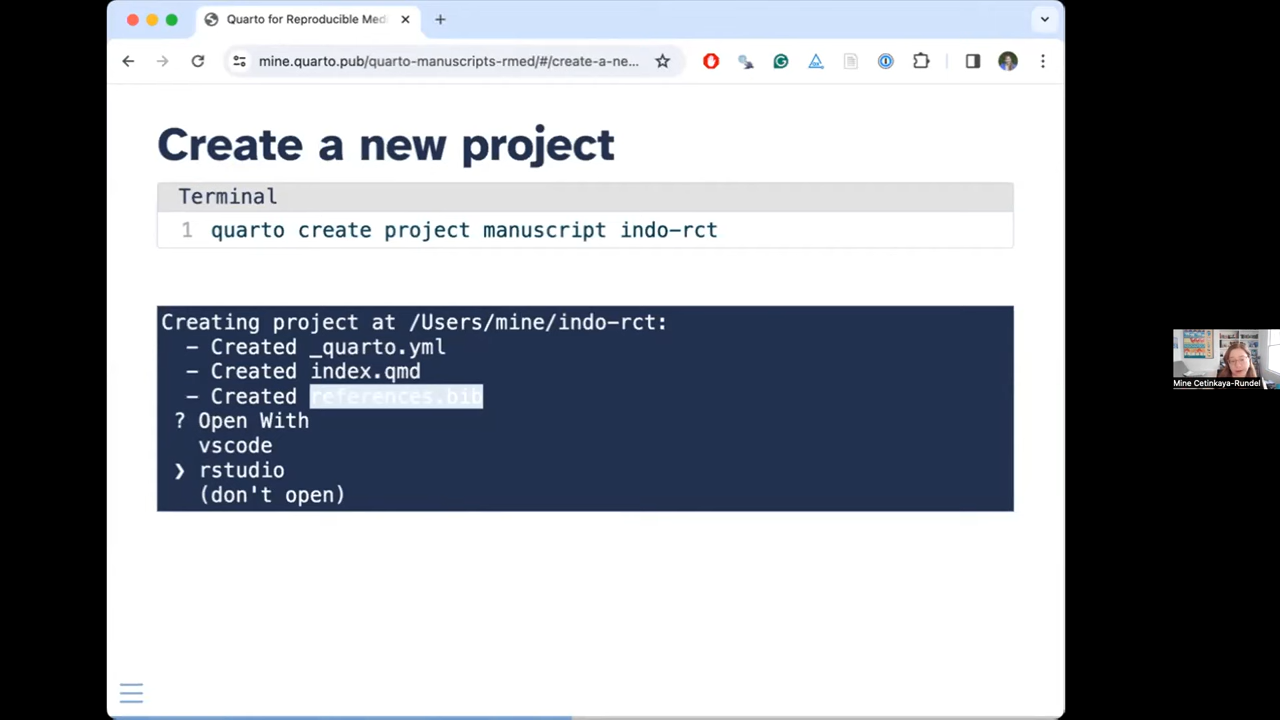 Quarto for Reproducible Med
mine.quarto.pub/quarto-manuscripts-rmed/#/create-a-ne...
Create a new project
Terminal
1 quarto create project manuscript indo-rct
Creating project at /Users/mine/indo-rct:
- Created _quarto.yml
- Created index.qmd
- Created references.bib
? Open With
vscode
❯ rstudio
(don't open)
Mine Cetinkaya-Rundel